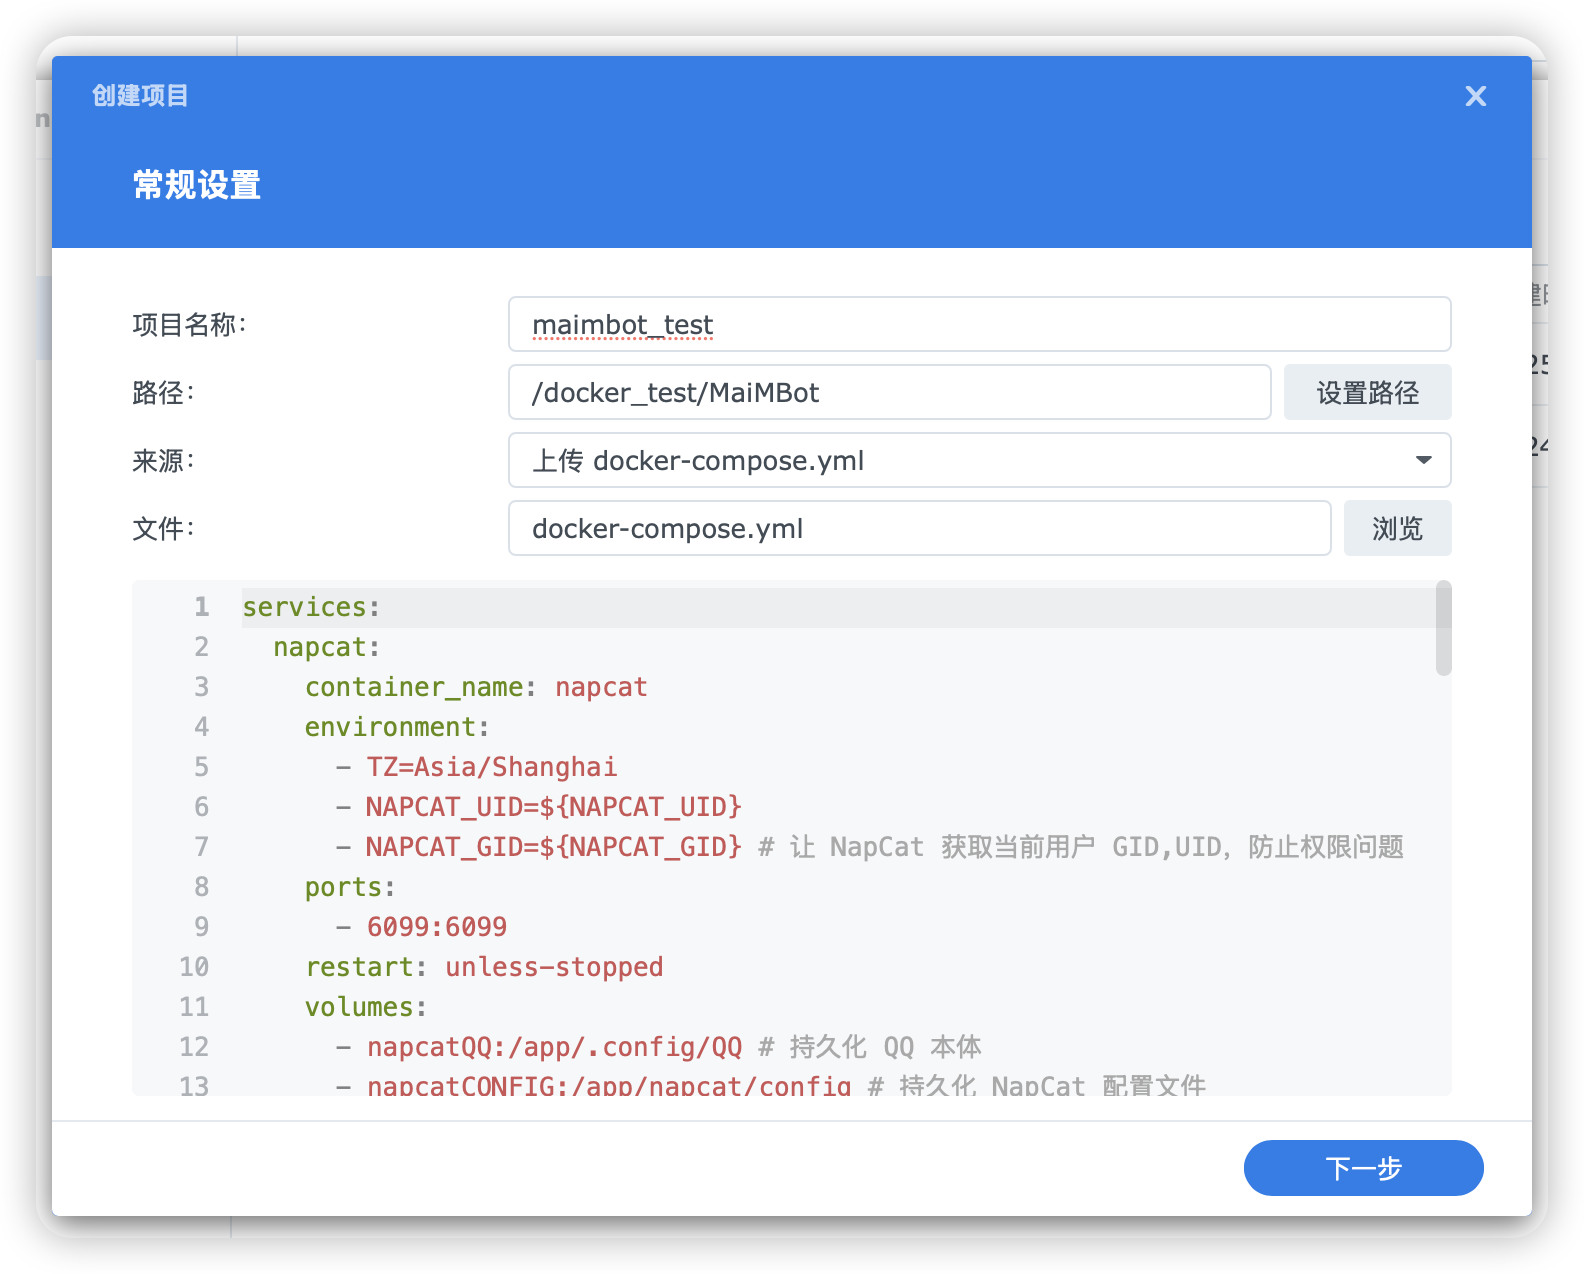 创建项目
常规设置
项目名称:
maimbot_test
路径:
/docker_test/MaiMBot
设置路径
来源:
上传 docker-compose.yml
文件:
docker-compose.yml
浏览
1 services:
2 napcat:
3 container_name: napcat
4 environment:
5 - TZ=Asia/Shanghai
6 - NAPCAT_UID=${NAPCAT_UID}
7 - NAPCAT_GID=${NAPCAT_GID} # 让 NapCat 获取当前用户 GID,UID，防止权限问题
8 ports:
9 - 6099:6099
10 restart: unless-stopped
11 volumes:
12 - napcatQQ:/app/.config/QQ # 持久化 QQ 本体
13 - napcatCONFIG:/app/napcat/config # 持久化 NapCat 配置文件
下一步